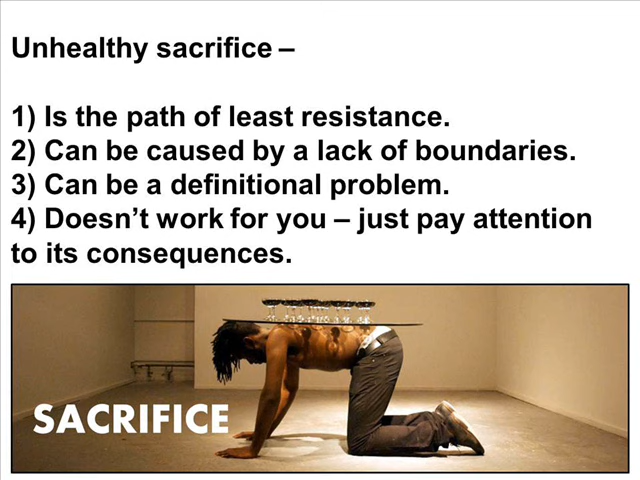 Unhealthy sacrifice –
1) Is the path of least resistance.
2) Can be caused by a lack of boundaries.
3) Can be a definitional problem.
4) Doesn’t work for you – just pay attention
to its consequences.
SACRIFICE